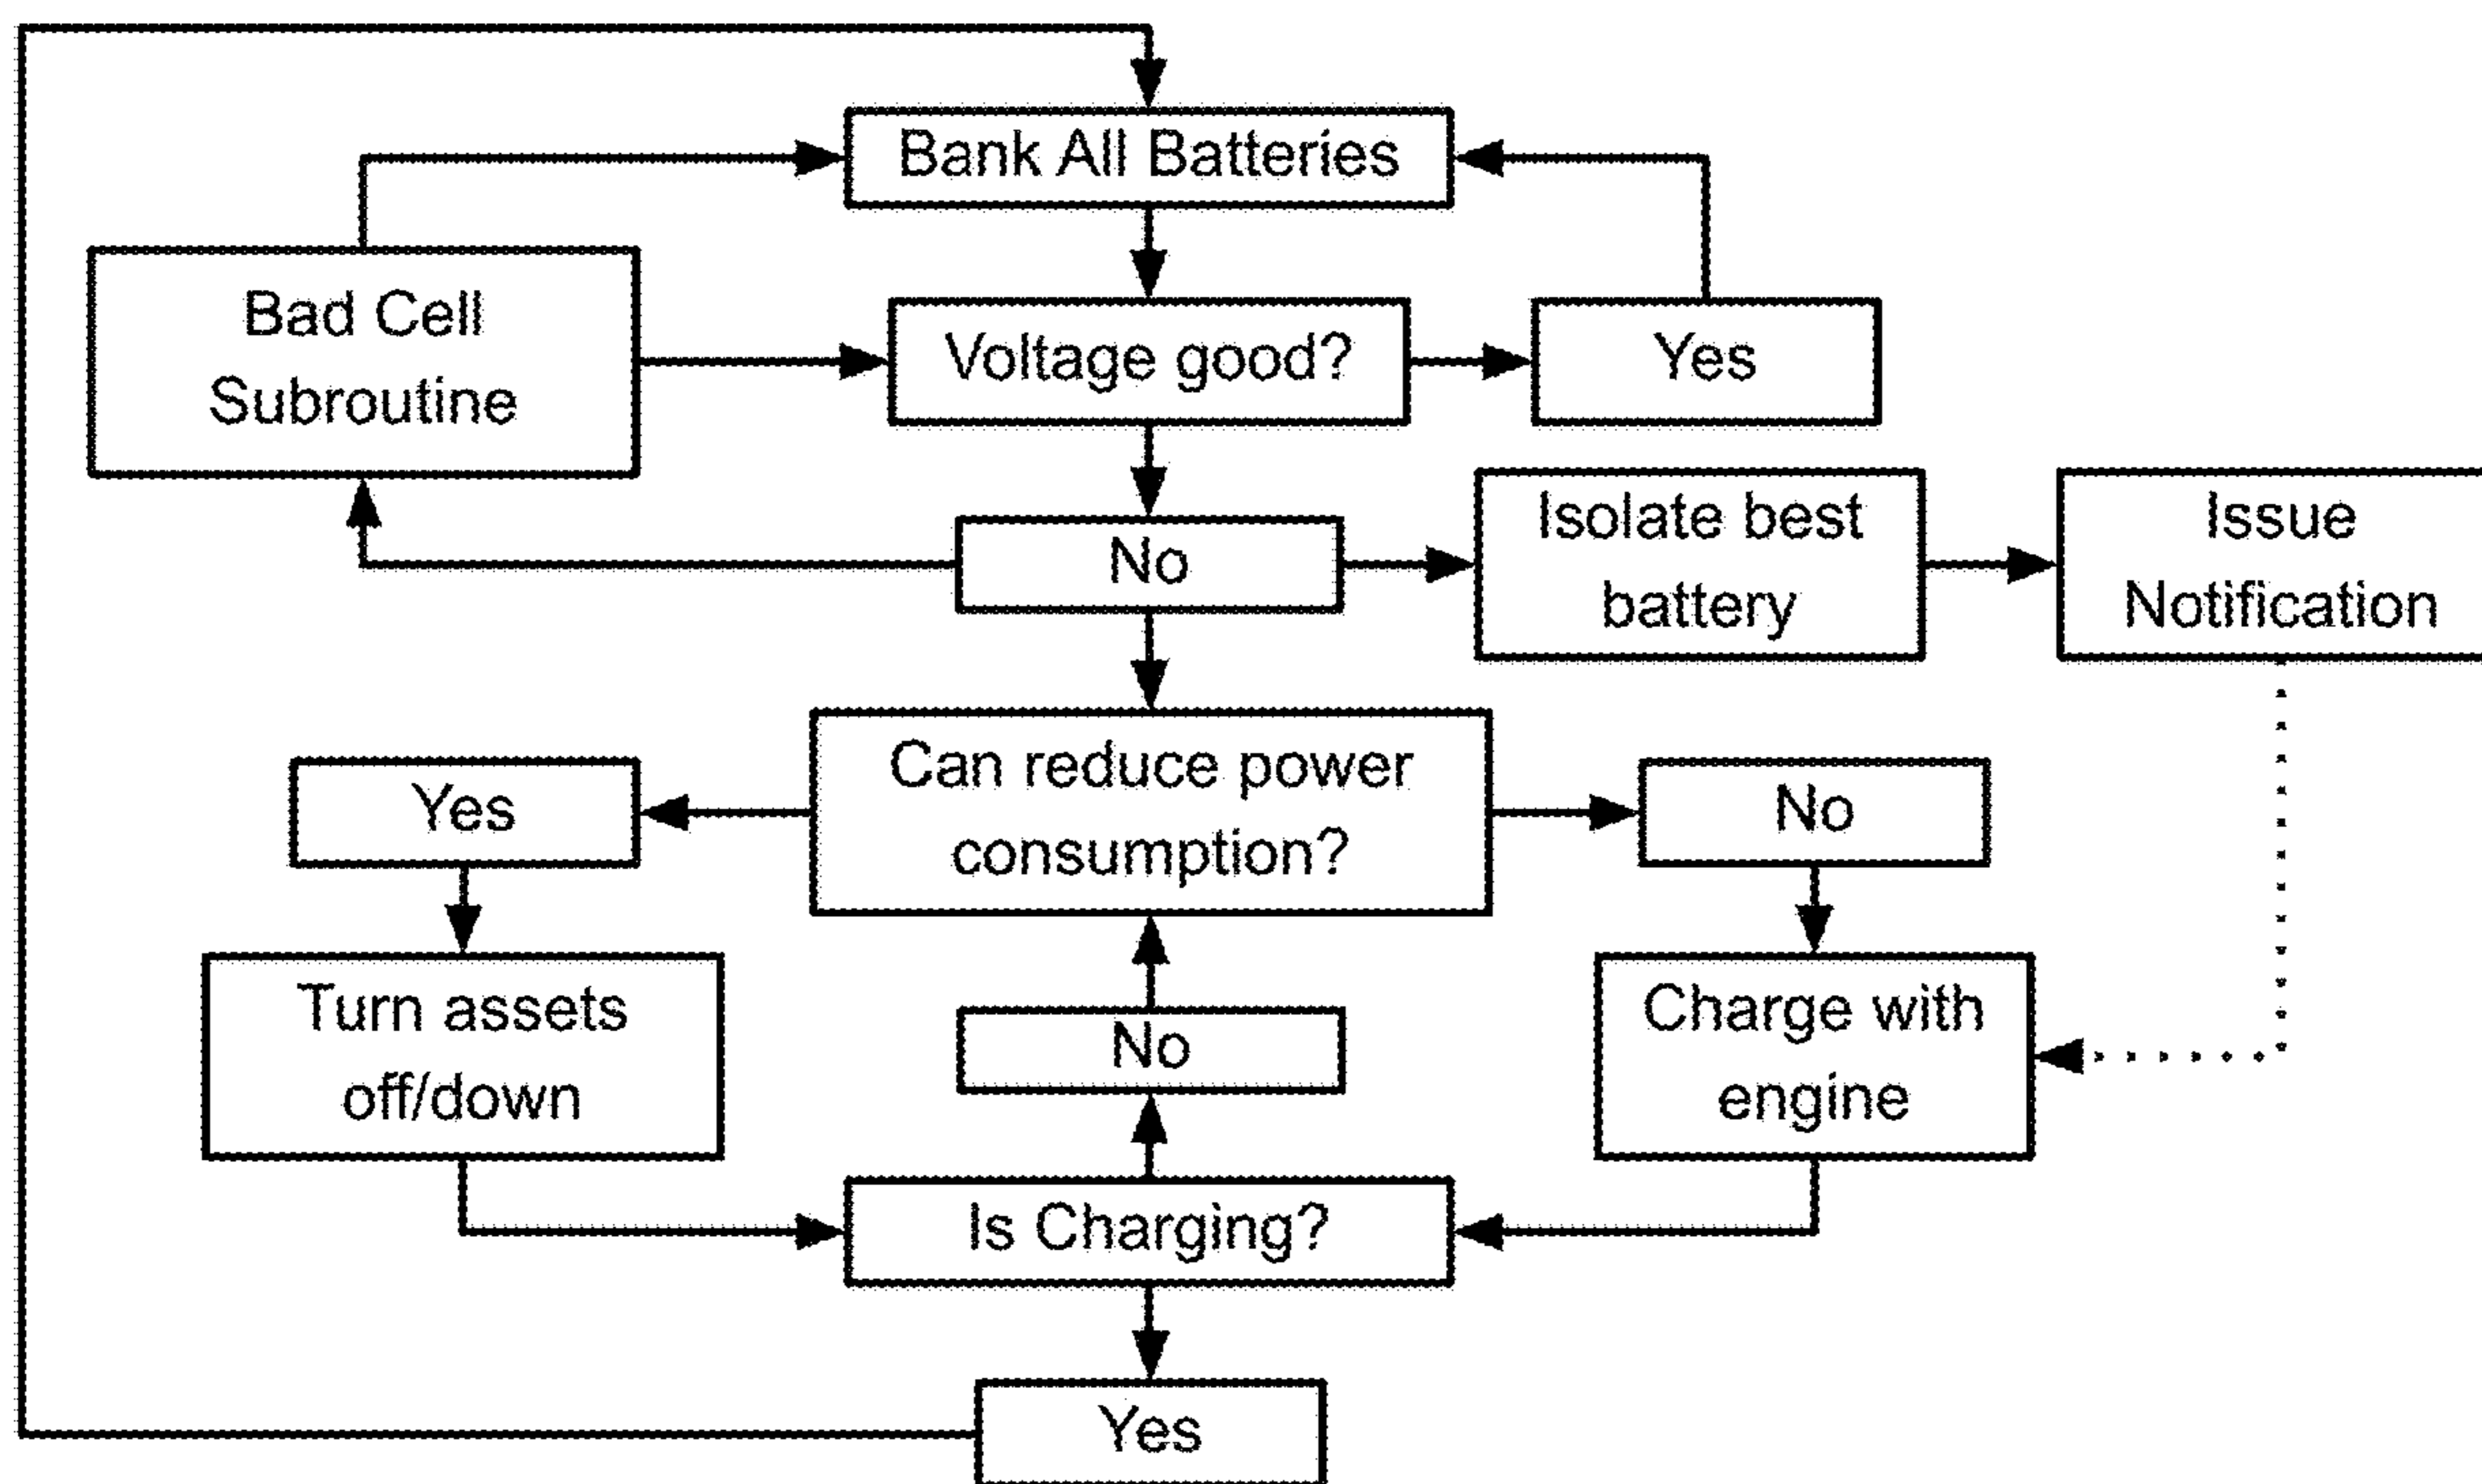 Bank All Batteries
Bad Cell
Subroutine
Voltage good?
Yes
No
Isolate best
battery
Issue
Notification
Yes
Can reduce power
consumption?
No
Turn assets
off/down
No
Charge with
engine
Is Charging?
Yes